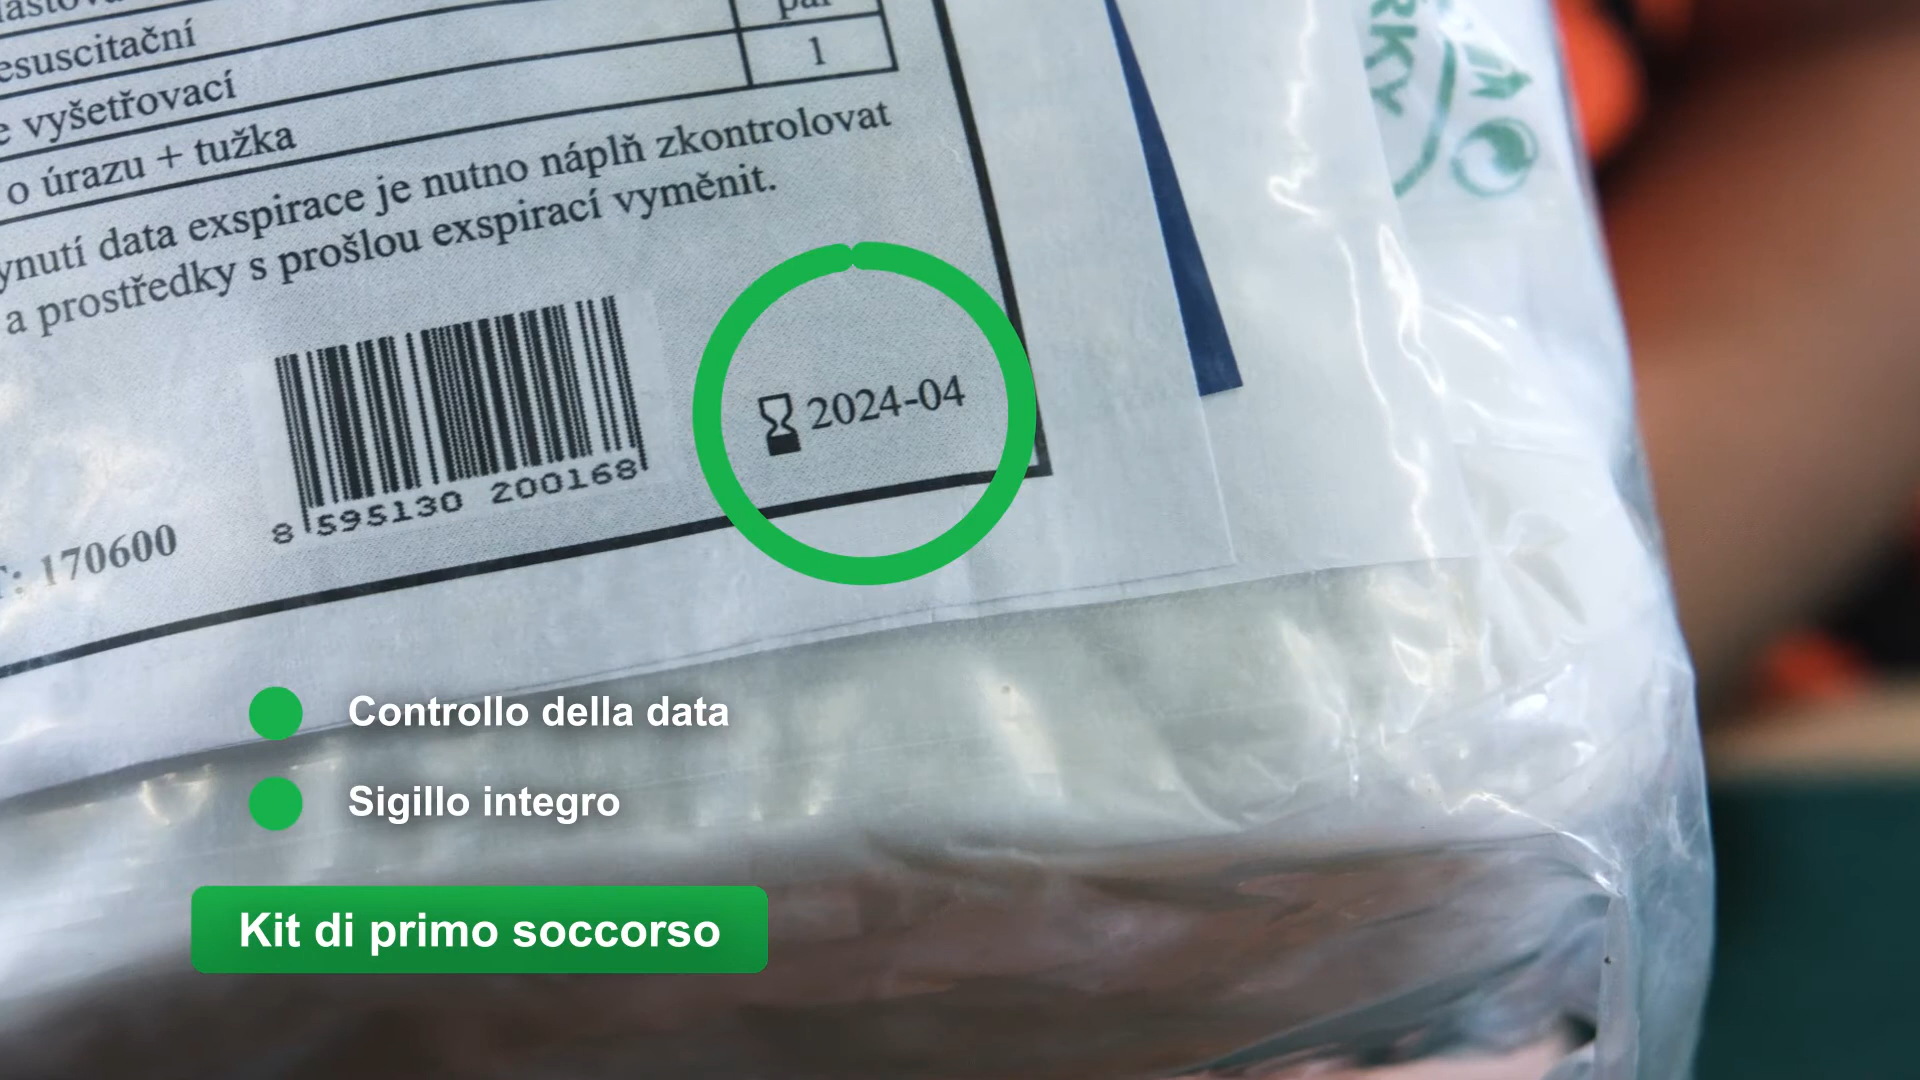 esuscitační
pár
1
vyšetřovací
o úrazu + tužka
data exspirace je nutno náplň zkontrolovat
a prostředky s prošlou exspirací vyměnit.
2024-04
8 595130 200168
170600
Controllo della data
Sigillo integro
Kit di primo soccorso